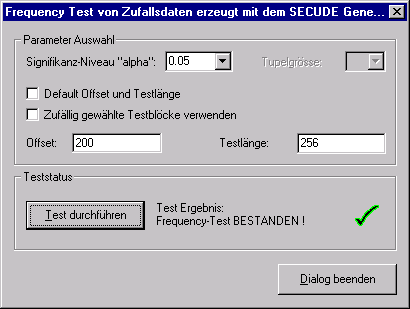 Frequency Test von Zufallsdaten erzeugt mit dem SECUDE Gene...
Parameter Auswahl
Signifikanz-Niveau "alpha": 0.05 Tupelgrösse:
Default Offset und Testlänge
Zufällig gewählte Testblöcke verwenden
Offset: 200 Testlänge: 256
Teststatus
Test durchführen
Test Ergebnis:
Frequency-Test BESTANDEN !
Dialog beenden